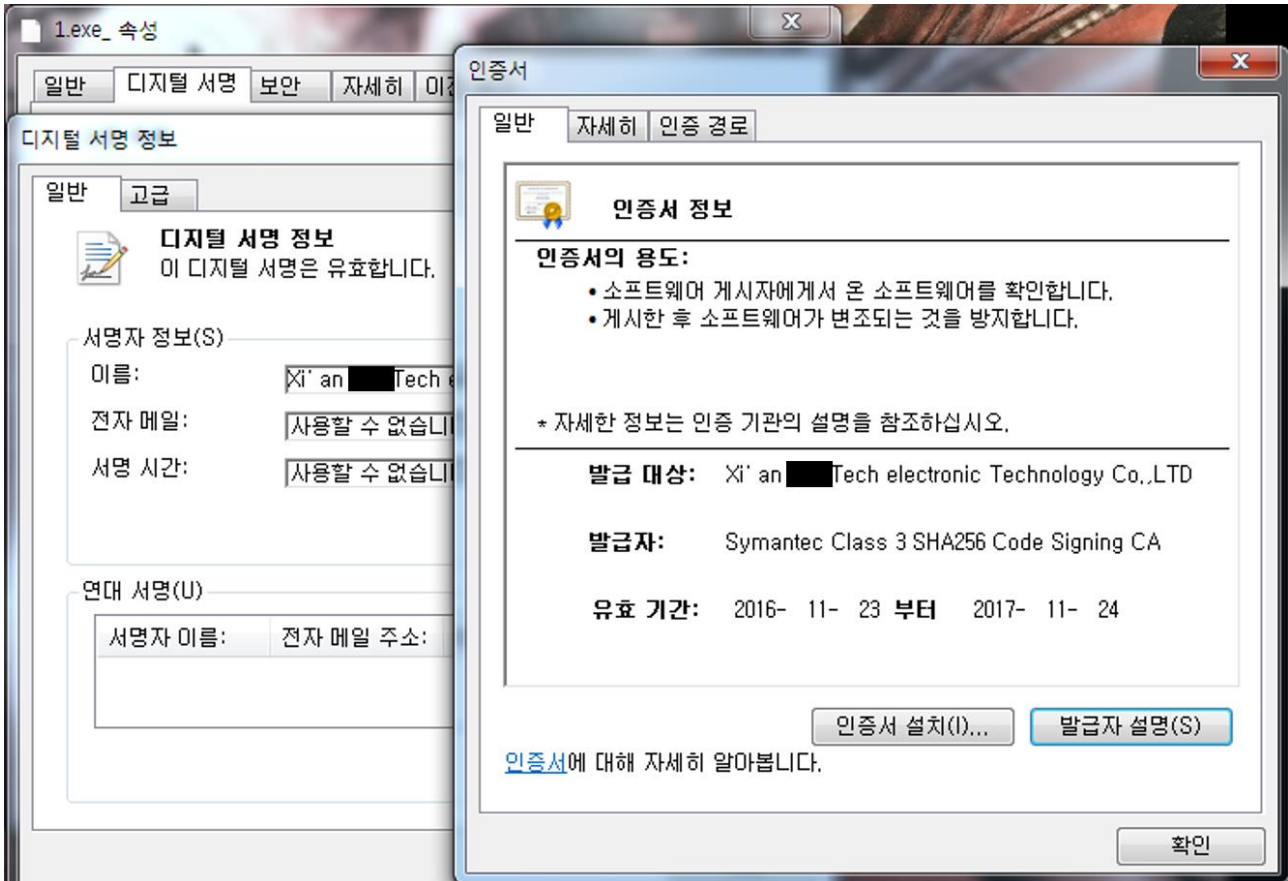 1.exe_ 속성
일반 디지털 서명 보안 자세히
디지털 서명 정보
일반 고급
디지털 서명 정보
이 디지털 서명은 유효합니다.
서명자 정보(S)
이름: Xi' an Tech
전자 메일: 사용할 수
서명 시간: 사용할 수
연대 서명(U)
서명자 이름: 전자 메일 주소:
인증서
일반 자세히 인증 경로
인증서 정보
인증서의 용도:
• 소프트웨어 게시자에게서 온 소프트웨어를 확인합니다.
• 게시한 후 소프트웨어가 변조되는 것을 방지합니다.
* 자세한 정보는 인증 기관의 설명을 참조하십시오.
발급 대상: Xi' an Tech electronic Technology Co.,LTD
발급자: Symantec Class 3 SHA256 Code Signing CA
유효 기간: 2016- 11- 23 부터 2017- 11- 24
인증서 설치(I)... 발급자 설명(S)
인증서에 대해 자세히 알아봅니다.
확인